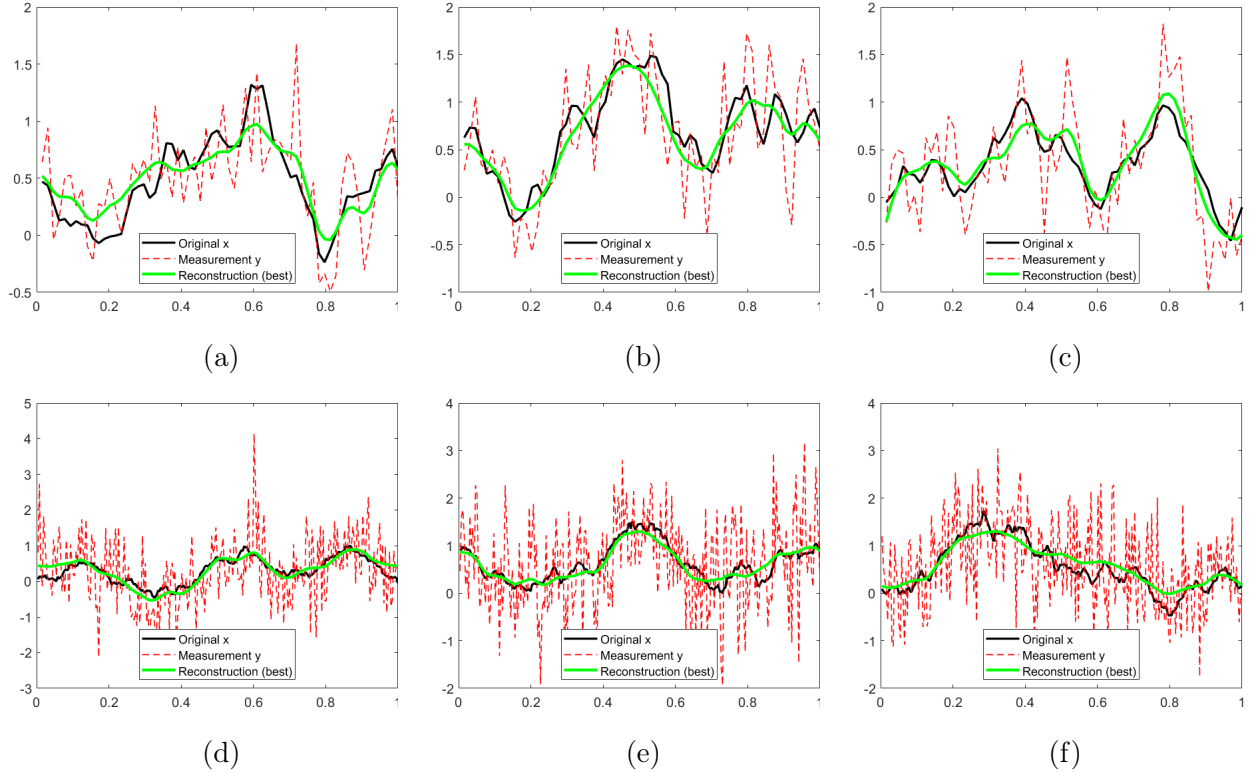 2
1.5
1
0.5
0
-0.5
0 0.2 0.4 0.6 0.8 1
Original x
Measurement y
Reconstruction (best)
(a)
2
1.5
1
0.5
0
-0.5
-1
0 0.2 0.4 0.6 0.8 1
Original x
Measurement y
Reconstruction (best)
(b)
2
1.5
1
0.5
0
-0.5
-1
0 0.2 0.4 0.6 0.8 1
Original x
Measurement y
Reconstruction (best)
(c)
5
4
3
2
1
0
-1
-2
-3
0 0.2 0.4 0.6 0.8 1
Original x
Measurement y
Reconstruction (best)
(d)
4
3
2
1
0
-1
-2
0 0.2 0.4 0.6 0.8 1
Original x
Measurement y
Reconstruction (best)
(e)
4
3
2
1
0
-1
-2
0 0.2 0.4 0.6 0.8 1
Original x
Measurement y
Reconstruction (best)
(f)